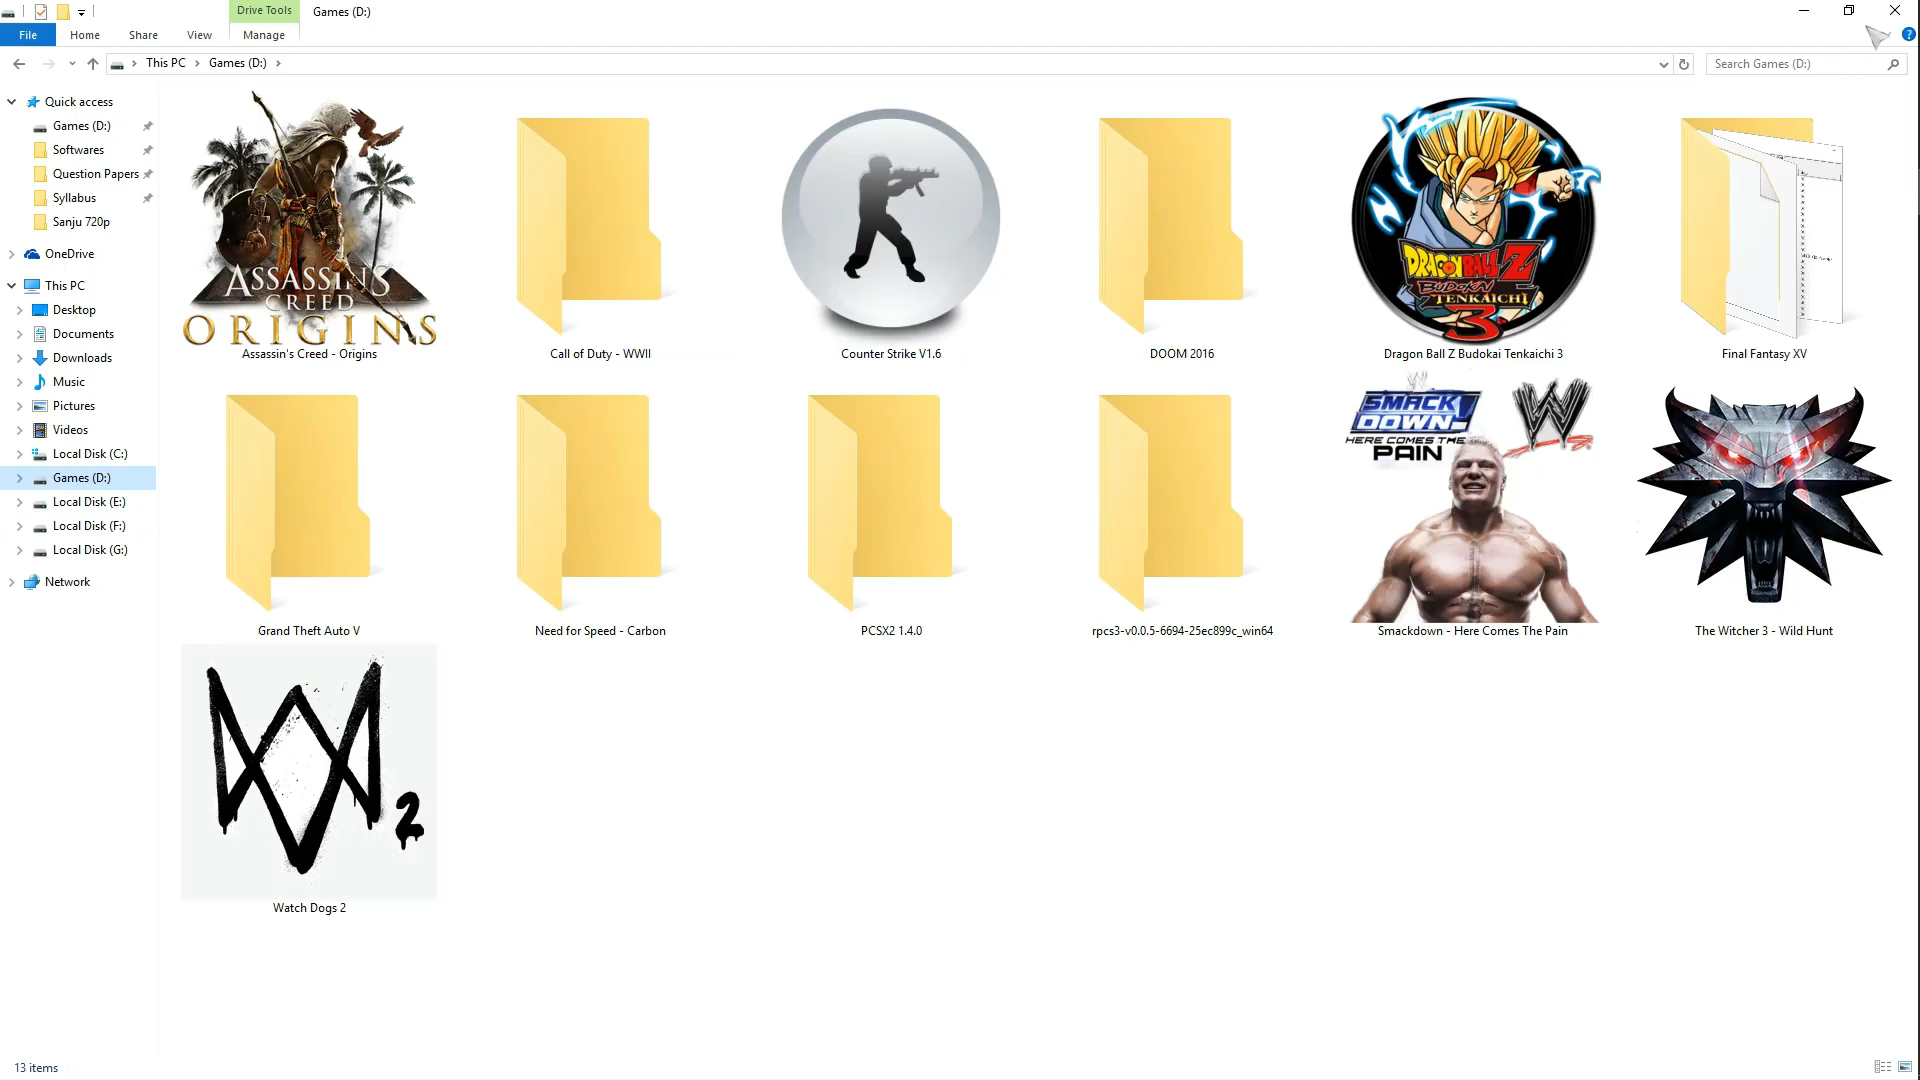 Drive Tools
Games (D:)
File
Home
Share
View
Manage
?
This PC
Games (D:)
Search Games (D:)
Quick access
Games (D:)
Softwares
Question Papers
Syllabus
Sanju 720p
OneDrive
This PC
Desktop
Documents
Downloads
Music
Pictures
Videos
Local Disk (C:)
Games (D:)
Local Disk (E:)
Local Disk (F:)
Local Disk (G:)
Network
ASSASSIN'S
CREED
ORIGINS
Assassin's Creed - Origins
Call of Duty - WWII
Counter Strike V1.6
DOOM 2016
DRAGON BALL Z
BUDOKAI
TENKAICHI
3
Dragon Ball Z Budokai Tenkaichi 3
Final Fantasy XV
Grand Theft Auto V
Need for Speed - Carbon
PCSX2 1.4.0
rpcs3-v0.0.5-6694-25ec899c_win64
SMACK
DOWN!
HERE COMES THE
PAIN
W
Smackdown - Here Comes The Pain
The Witcher 3 - Wild Hunt
2
Watch Dogs 2
13 items